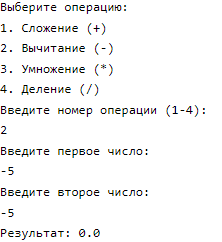 Выберите операцию:
1. Сложение (+)
2. Вычитание (-)
3. Умножение (*)
4. Деление (/)
Введите номер операции (1-4):
2
Введите первое число:
-5
Введите второе число:
-5
Результат: 0.0